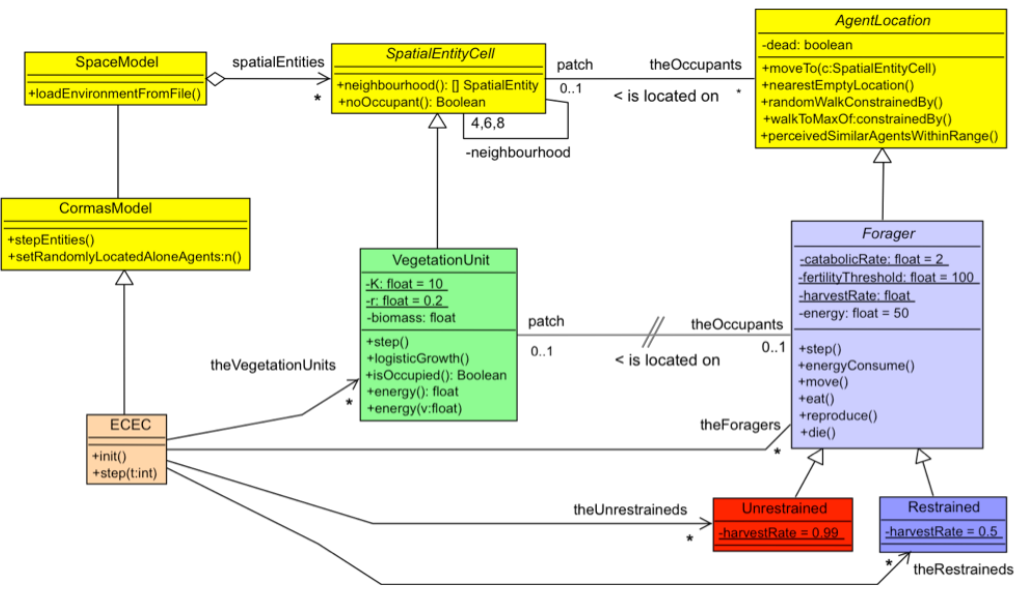 AgentLocation
-dead: boolean
+moveTo(c:SpatialEntityCell)
+nearestEmptyLocation()
+randomWalkConstrainedBy()
+walkToMaxOf:constrainedBy()
+perceivedSimilarAgentsWithinRange()
SpaceModel
+loadEnvironmentFromFile()
spatialEntities
*
SpatialEntityCell
+neighbourhood(): [] SpatialEntity
+noOccupant(): Boolean
patch
0..1
theOccupants
*
< is located on
4,6,8
-neighbourhood
CormasModel
+stepEntities()
+setRandomlyLocatedAloneAgents:n()
VegetationUnit
-K: float = 10
-r: float = 0.2
-biomass: float
+step()
+logisticGrowth()
+isOccupied(): Boolean
+energy(): float
+energy(v:float)
Forager
-catabolicRate: float = 2
-fertilityThreshold: float = 100
-harvestRate: float
-energy: float = 50
+step()
+energyConsume()
+move()
+eat()
+reproduce()
+die()
patch
0..1
theOccupants
0..1
< is located on
theVegetationUnits
*
ECEC
+init()
+step(t:int)
theForagers
*
theUnrestraineds
*
Unrestrained
-harvestRate = 0.99
Restrained
-harvestRate = 0.5
*
theRestraineds